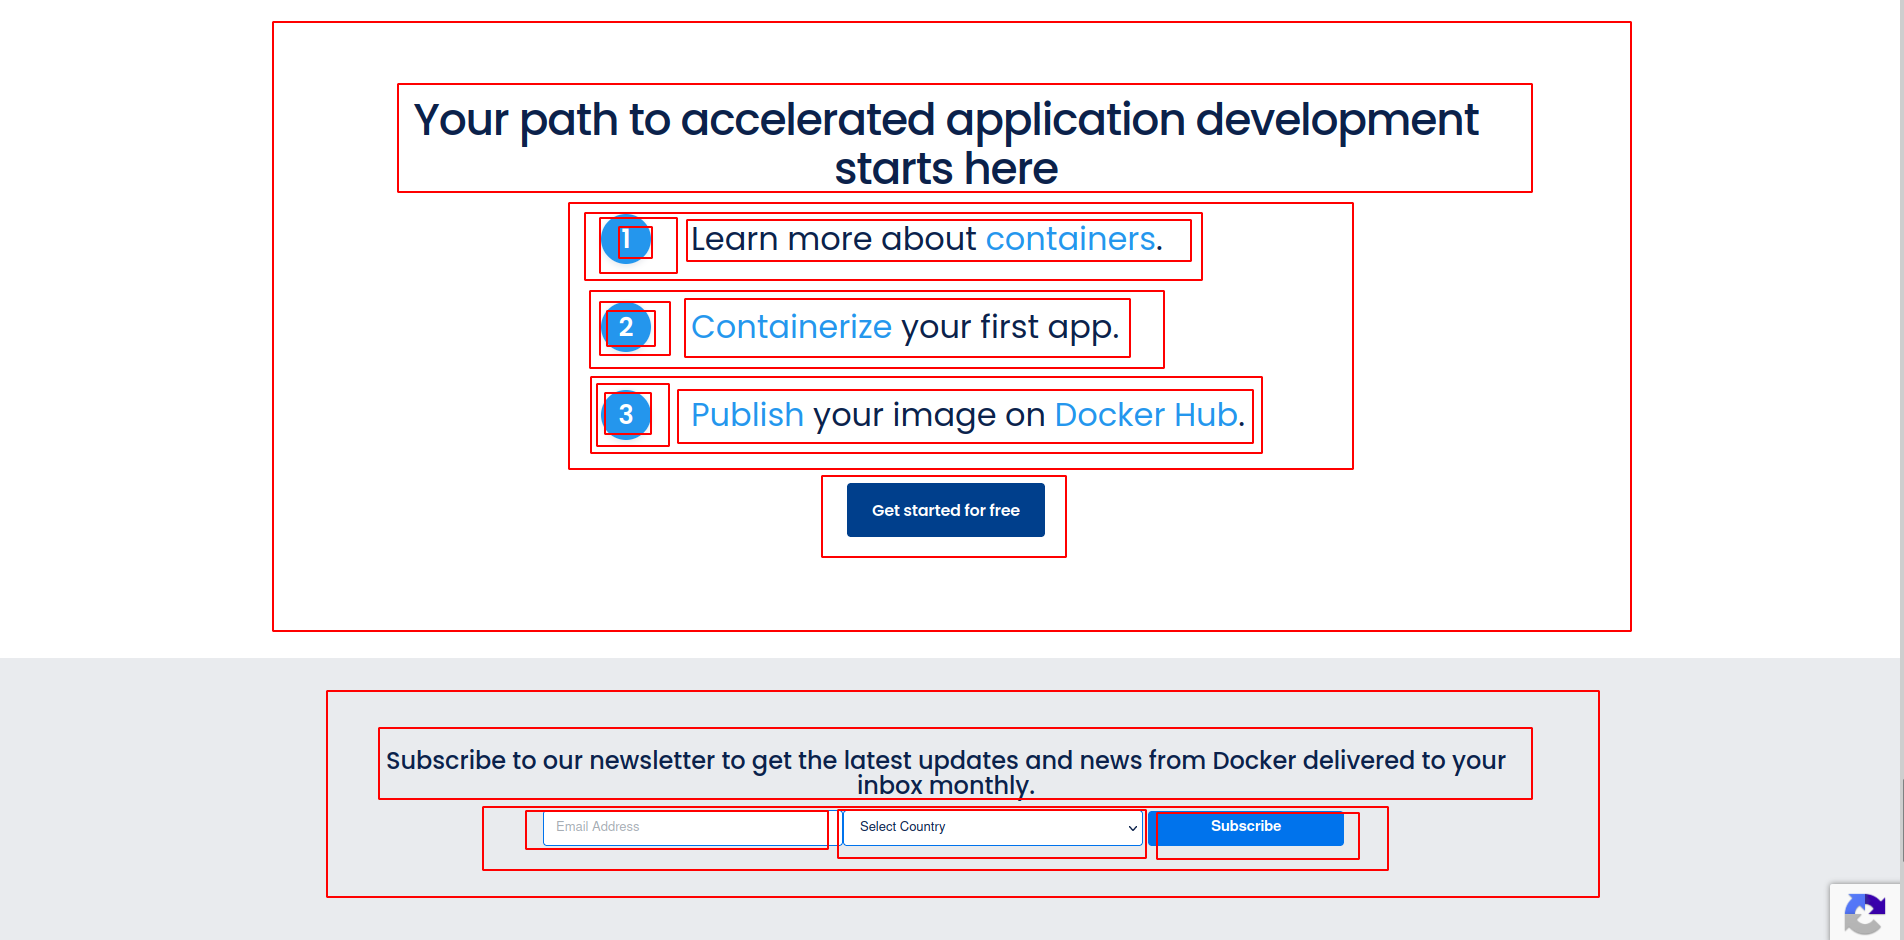 Your path to accelerated application development
starts here
1 Learn more about containers.
2 Containerize your first app.
3 Publish your image on Docker Hub.
Get started for free
Subscribe to our newsletter to get the latest updates and news from Docker delivered to your
inbox monthly.
Email Address Select Country Subscribe